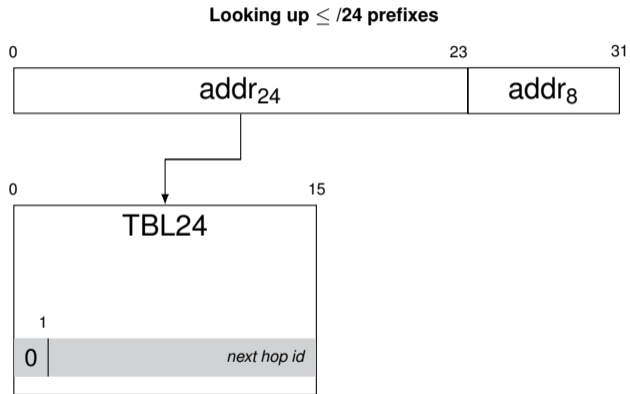 Looking up ≤ /24 prefixes
0 23 31
addr24 addr8
0 15
TBL24
1
0 next hop id